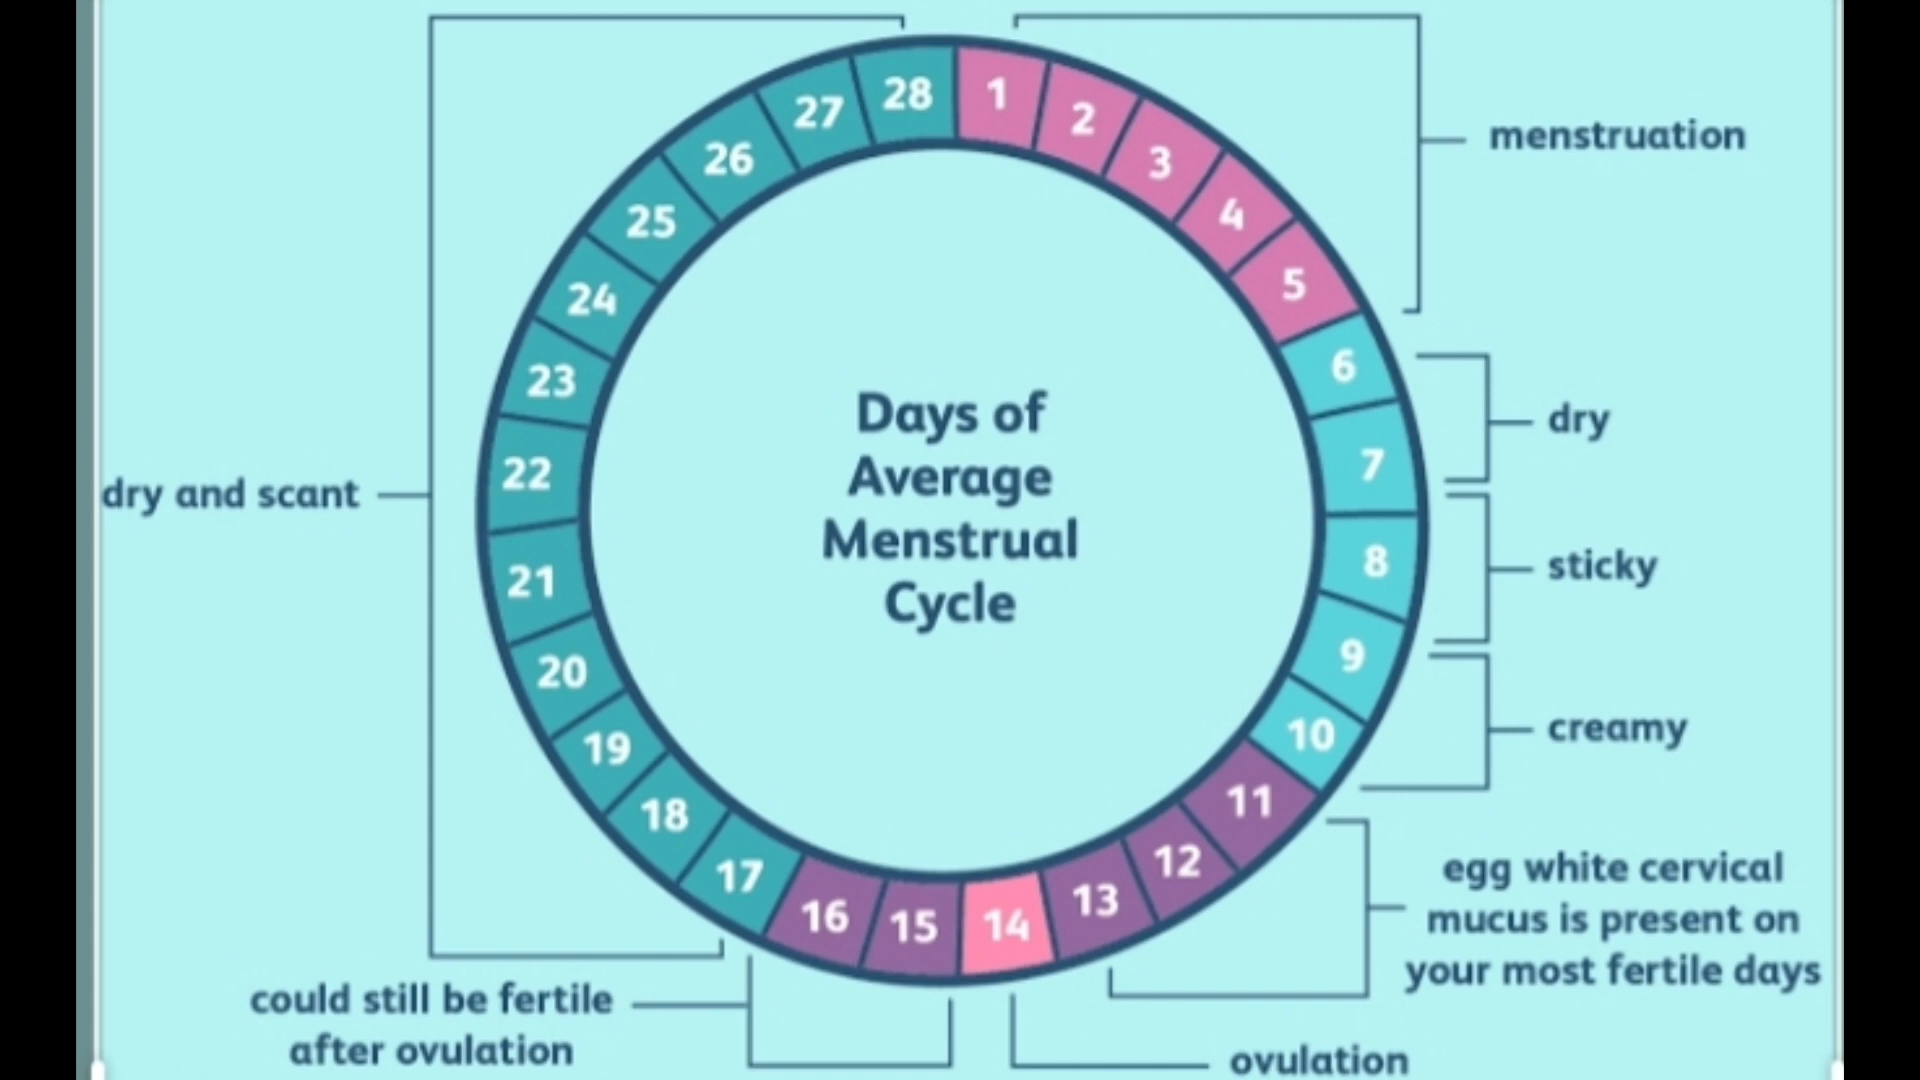 1
2
3
4
5
6
7
8
9
10
11
12
13
14
15
16
17
18
19
20
21
22
23
24
25
26
27
28
Days of
Average
Menstrual
Cycle
menstruation
dry
sticky
creamy
egg white cervical
mucus is present on
your most fertile days
ovulation
could still be fertile
after ovulation
dry and scant